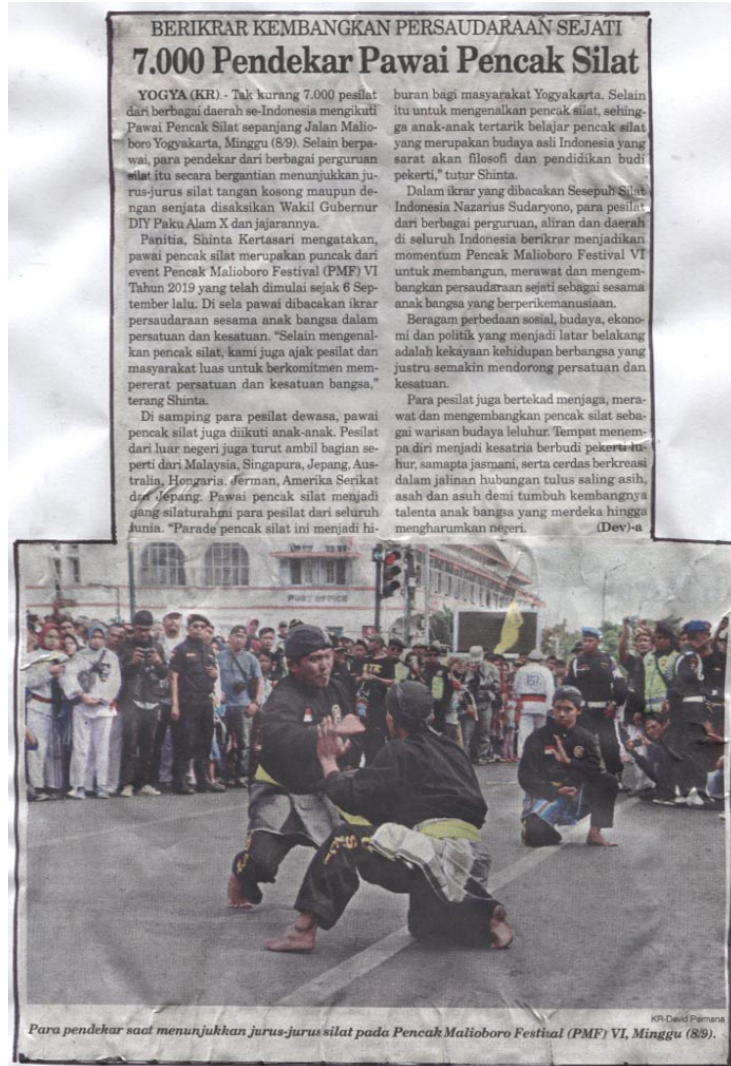 BERIKRAR KEMBANGKAN PERSAUDARAAN SEJATI
7.000 Pendekar Pawai Pencak Silat
YOGYA (KR) - Tak kurang 7.000 pesilat
dari berbagai daerah se-Indonesia mengikuti
Pawai Pencak Silat sepanjang Jalan Malio-
boro Yogyakarta, Minggu (8/9). Selain berpa-
wai, para pendekar dari berbagai perguruan
silat itu secara bergantian menunjukkan ju-
rus-jurus silat tangan kosong maupun de-
ngan senjata disaksikan Wakil Gubernur
DIY Paku Alam X dan jajarannya.
Panitia, Shinta Kertasari mengatakan,
pawai pencak silat merupakan puncak dari
event Pencak Malioboro Festival (PMF) VI
Tahun 2019 yang telah dimulai sejak 6 Sep-
tember lalu. Di sela pawai dibacakan ikrar
persaudaraan sesama anak bangsa dalam
persatuan dan kesatuan. "Selain mengenal-
kan pencak silat, kami juga ajak pesilat dan
masyarakat luas untuk berkomitmen mem-
pererat persatuan dan kesatuan bangsa,"
terang Shinta.
Di samping para pesilat dewasa, pawai
pencak silat juga diikuti anak-anak. Pesilat
dari luar negeri juga turut ambil bagian se-
perti dari Malaysia, Singapura, Jepang, Aus-
tralia, Hongaria, Jerman, Amerika Serikat
dan Jepang. Pawai pencak silat menjadi
ajang silaturahmi para pesilat dari seluruh
dunia. "Parade pencak silat ini menjadi hi-
buran bagi masyarakat Yogyakarta. Selain
itu untuk mengenalkan pencak silat, sehing-
ga anak-anak tertarik belajar pencak silat
yang merupakan budaya asli Indonesia yang
sarat akan filosofi dan pendidikan budi
pekerti," tutur Shinta.
Dalam ikrar yang dibacakan Sesepuh Silat
Indonesia Nazarius Sudaryono, para pesilat
dari berbagai perguruan, aliran dan daerah
di seluruh Indonesia berikrar menjadikan
momentum Pencak Malioboro Festival VI
untuk membangun, merawat dan mengem-
bangkan persaudaraan sejati sebagai sesama
anak bangsa yang berperikemanusiaan.
Beragam perbedaan sosial, budaya, ekono-
mi dan politik yang menjadi latar belakang
adalah kekayaan kehidupan berbangsa yang
justru semakin mendorong persatuan dan
kesatuan.
Para pesilat juga bertekad menjaga, mera-
wat dan mengembangkan pencak silat seba-
gai warisan budaya leluhur. Tempat menem-
pa diri menjadi kesatria berbudi pekerti lu-
hur, samapta jasmani, serta cerdas berkreasi
dalam jalinan hubungan tulus saling asih,
asah dan asuh demi tumbuh kembangnya
talenta anak bangsa yang merdeka hingga
mengharumkan negeri. (Dev)-a
POST OFFICE
KR-David Permana
Para pendekar saat menunjukkan jurus-jurus silat pada Pencak Malioboro Festival (PMF) VI, Minggu (8/9).